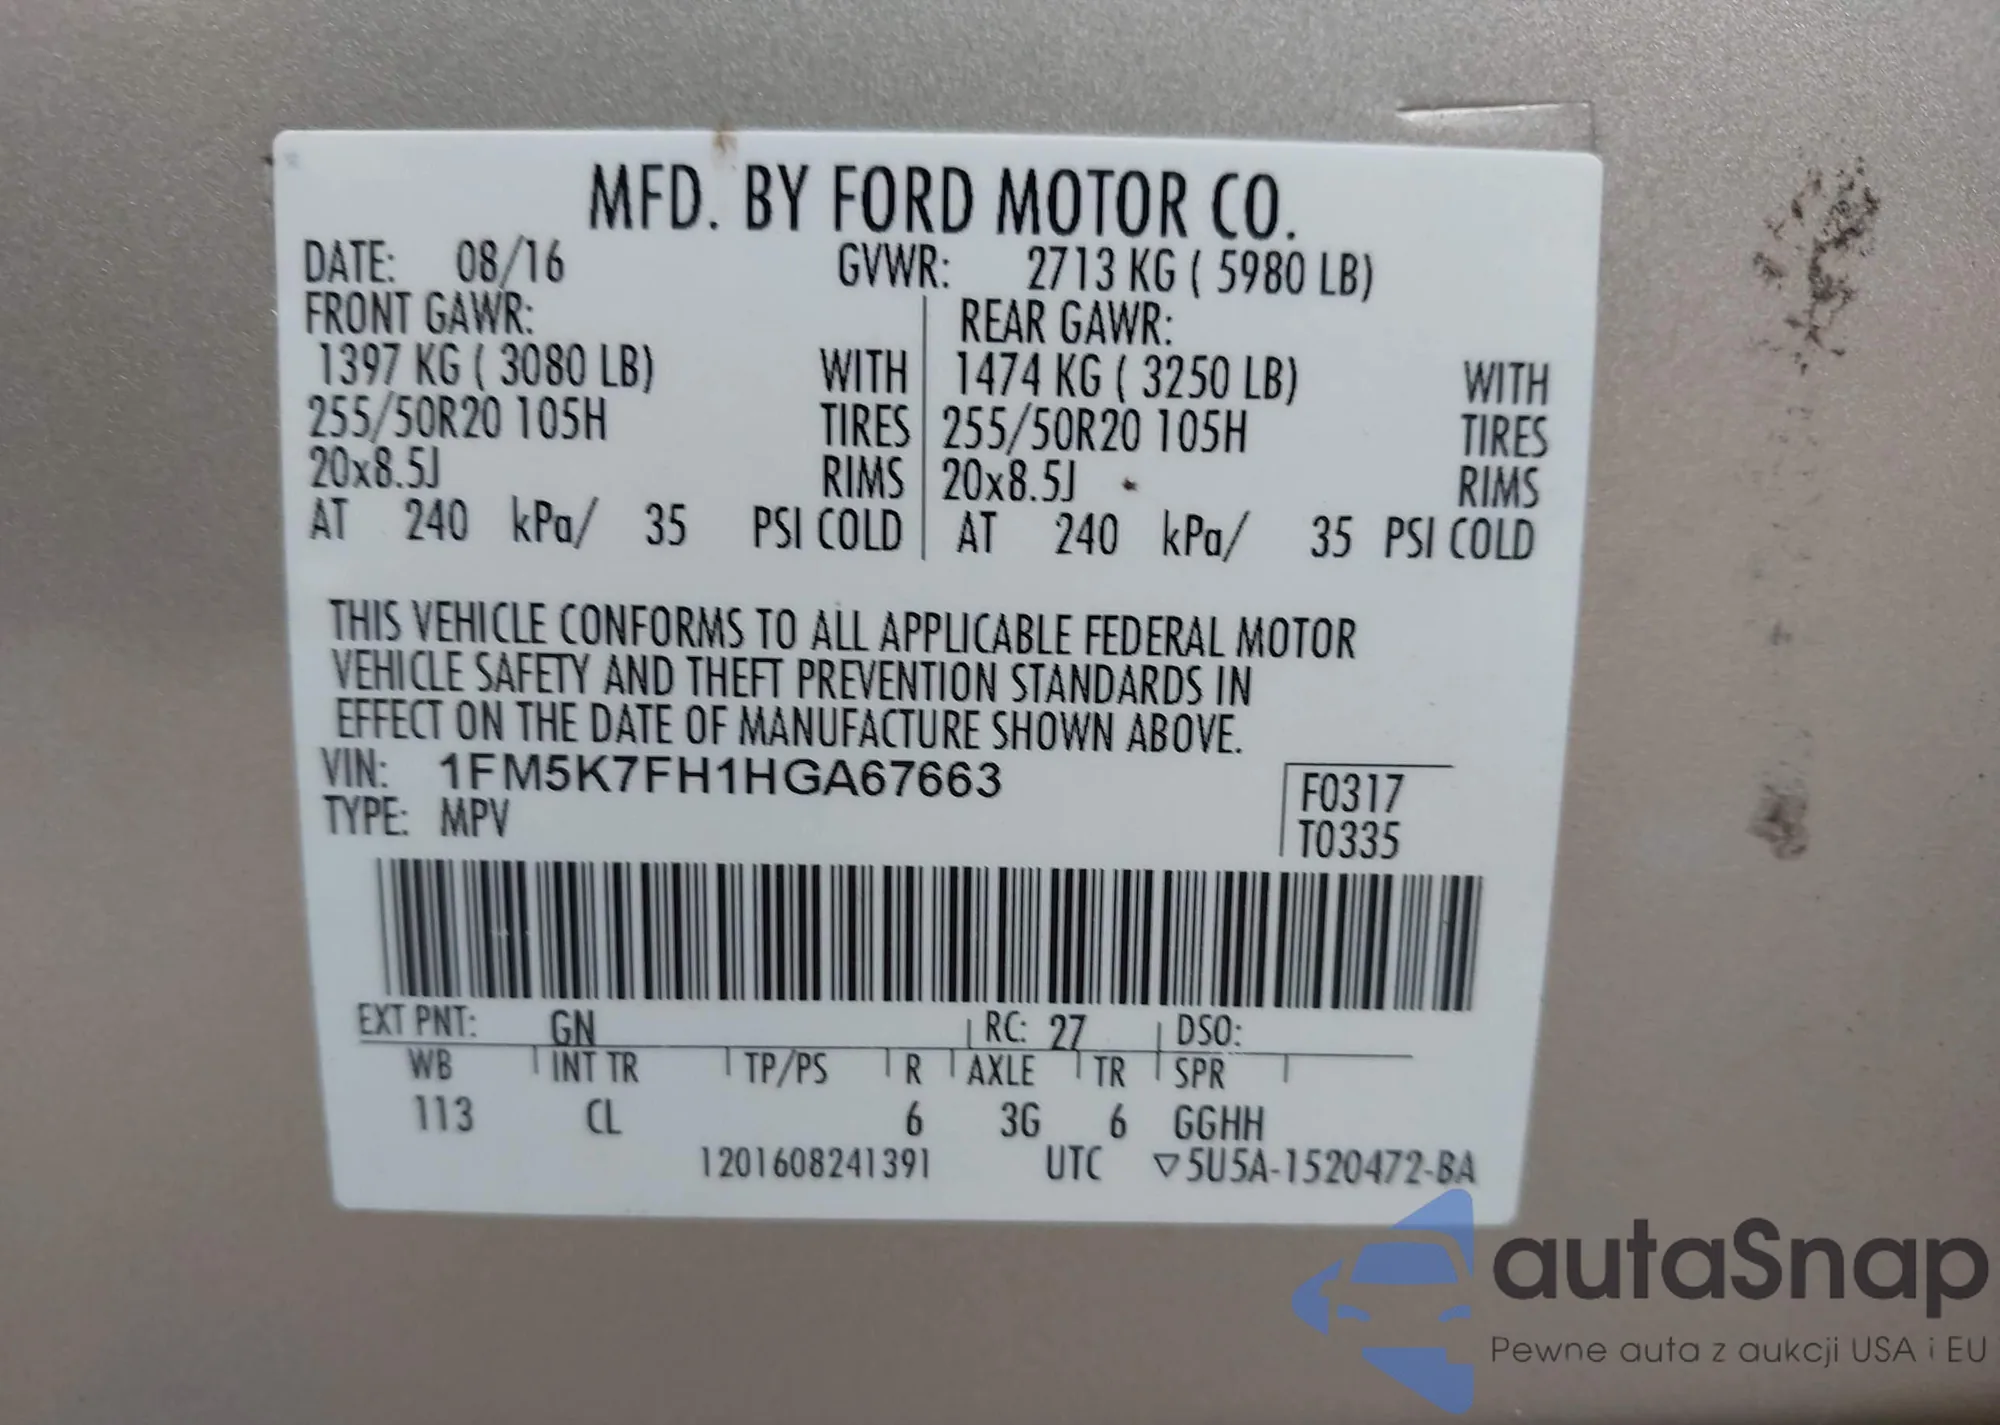 MFD. BY FORD MOTOR CO.
DATE: 08/16 GVWR: 2713 KG ( 5980 LB)
FRONT GAWR: REAR GAWR:
1397 KG ( 3080 LB) WITH 1474 KG ( 3250 LB) WITH
255/50R20 105H TIRES 255/50R20 105H TIRES
20x8.5J RIMS 20x8.5J RIMS
AT 240 kPa/ 35 PSI COLD AT 240 kPa/ 35 PSI COLD
THIS VEHICLE CONFORMS TO ALL APPLICABLE FEDERAL MOTOR
VEHICLE SAFETY AND THEFT PREVENTION STANDARDS IN
EFFECT ON THE DATE OF MANUFACTURE SHOWN ABOVE.
VIN: 1FM5K7FH1HGA67663 F0317
TYPE: MPV T0335
EXT PNT: GN RC: 27 DSO:
WB INT TR TP/PS R AXLE TR SPR
113 CL 6 3G 6 GGHH
1201608241391 UTC ▽5U5A-1520472-BA
autaSnap
Pewne auta z aukcji USA i EU